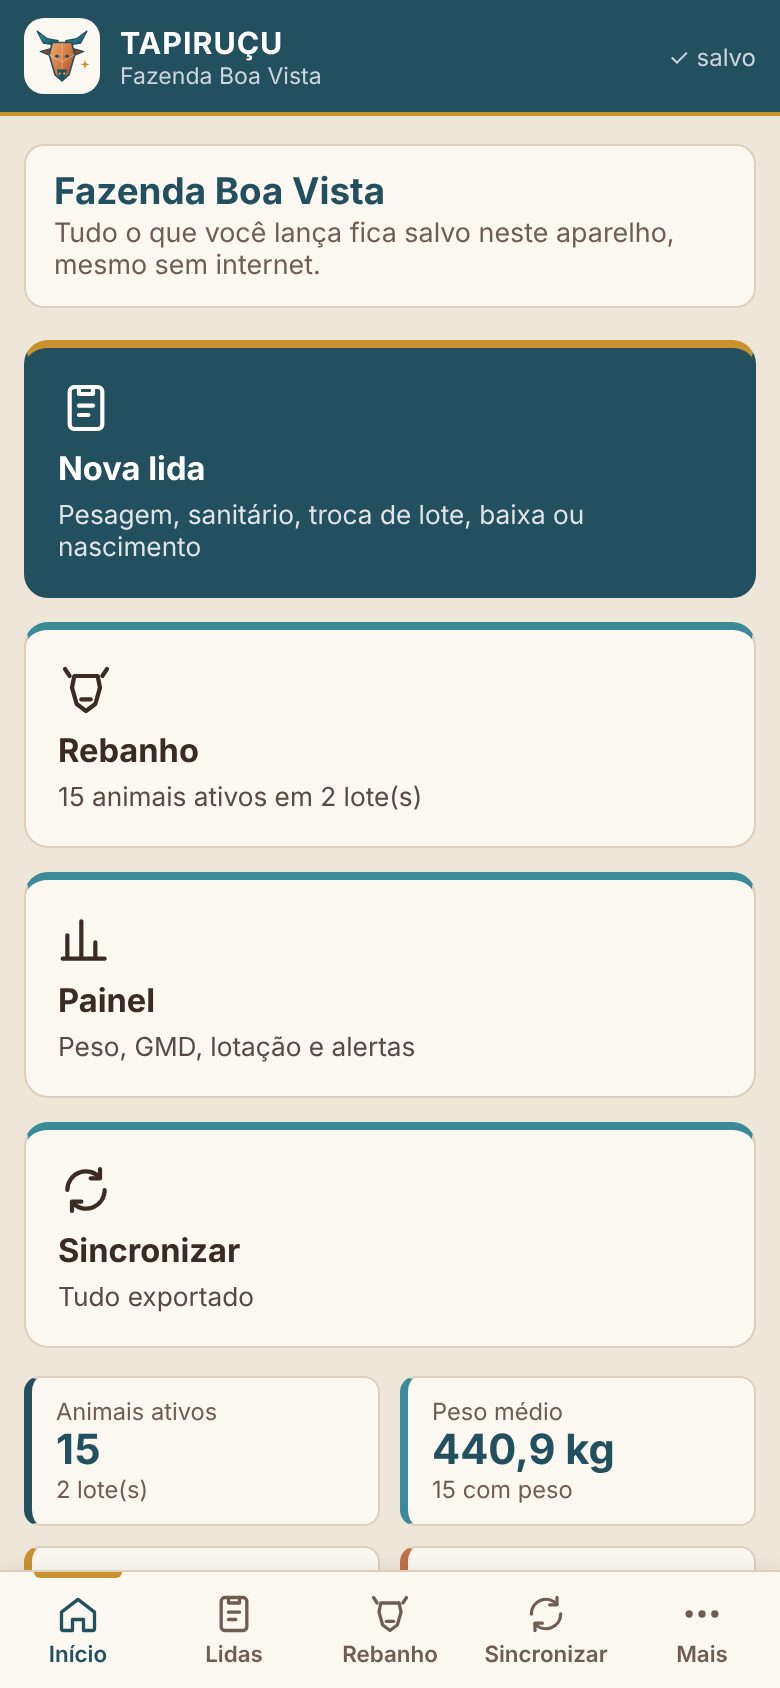 TAPIRUÇU
Fazenda Boa Vista
✓ salvo
Fazenda Boa Vista
Tudo o que você lança fica salvo neste aparelho,
mesmo sem internet.
Nova lida
Pesagem, sanitário, troca de lote, baixa ou
nascimento
Rebanho
15 animais ativos em 2 lote(s)
Painel
Peso, GMD, lotação e alertas
Sincronizar
Tudo exportado
Animais ativos
15
2 lote(s)
Peso médio
440,9 kg
15 com peso
Início
Lidas
Rebanho
Sincronizar
Mais